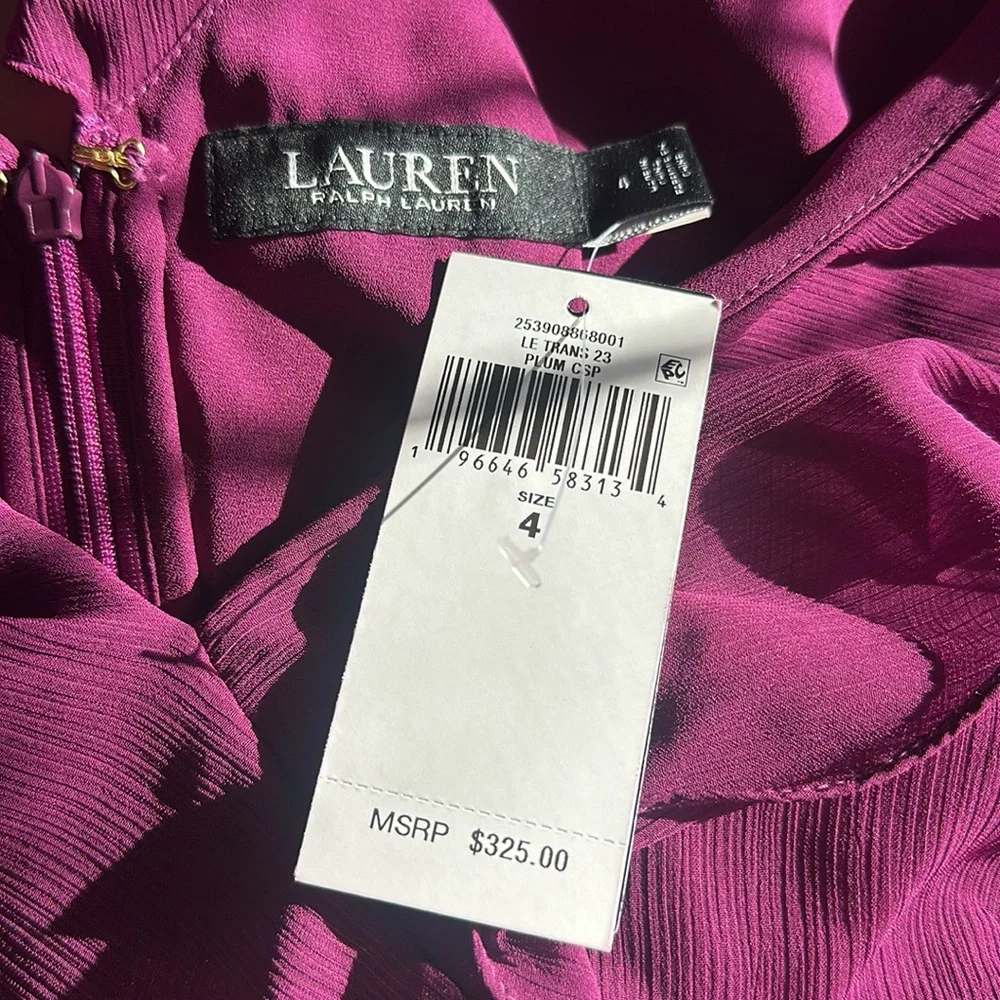 LAUREN
RALPH LAUREN
4
253908868001
LE TRANS 23
PLUM CSP
1 96646 58313 4
SIZE
4
MSRP $325.00